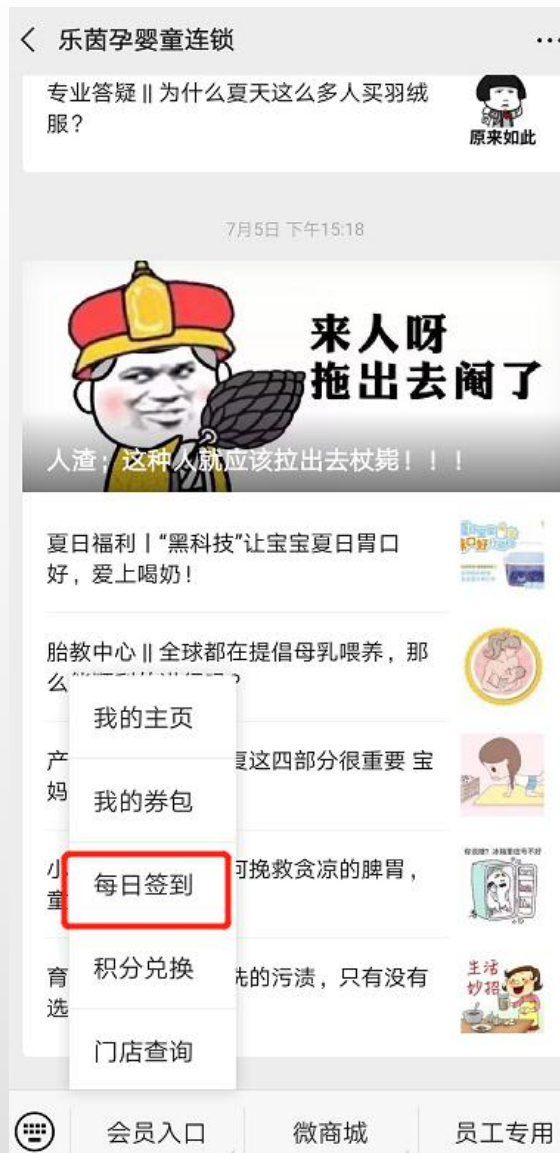 乐茵孕婴童连锁
专业答疑 || 为什么夏天这么多人买羽绒
服?
原来如此
7月5日 下午15:18
来人呀
拖出去阉了
人渣；这种人就应该拉出去杖毙！！！
夏日福利丨“黑科技”让宝宝夏日胃口
好，爱上喝奶！
胎教中心 || 全球都在提倡母乳喂养，那
么
我的主页
产
复这四部分很重要 宝
妈
我的券包
小
可挽救贪凉的脾胃，
童
每日签到
育
洗的污渍，只有没有
选
积分兑换
生活
妙招
门店查询
会员入口
微商城
员工专用